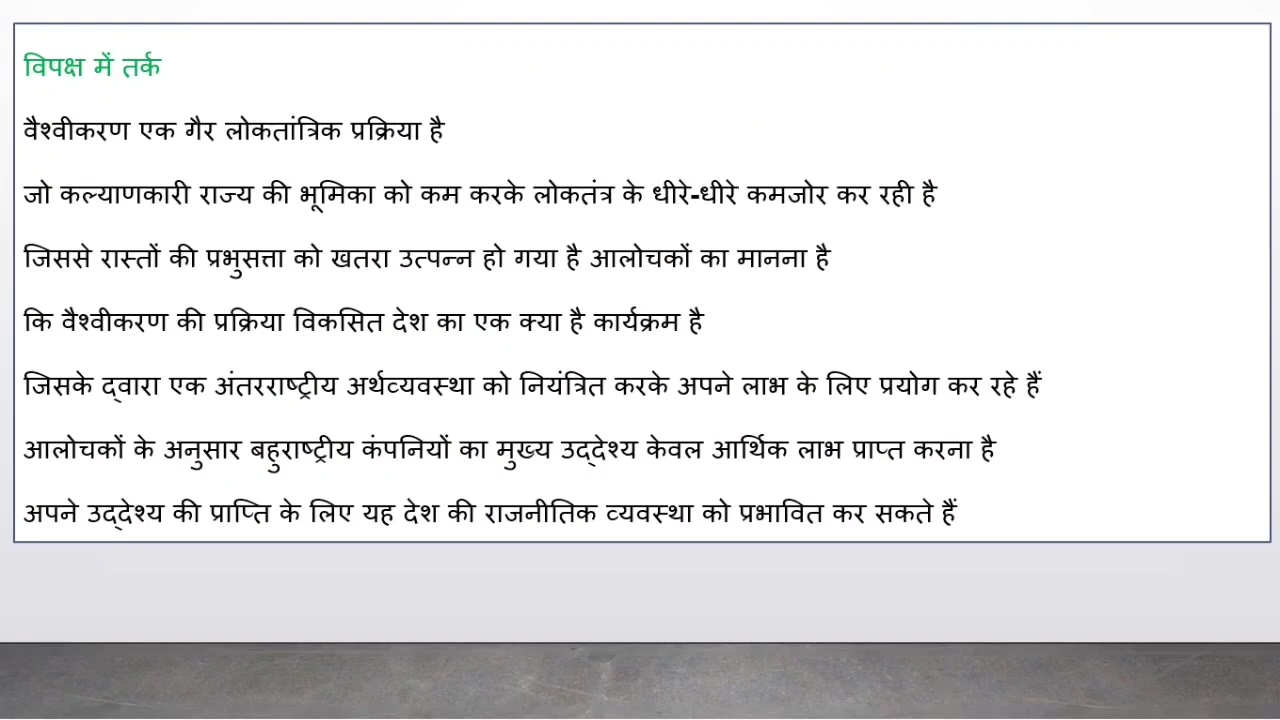 विपक्ष में तर्क
वैश्वीकरण एक गैर लोकतांत्रिक प्रक्रिया है
जो कल्याणकारी राज्य की भूमिका को कम करके लोकतंत्र के धीरे-धीरे कमजोर कर रही है
जिससे रास्तों की प्रभुसत्ता को खतरा उत्पन्न हो गया है आलोचकों का मानना है
कि वैश्वीकरण की प्रक्रिया विकसित देश का एक क्या है कार्यक्रम है
जिसके द्वारा एक अंतरराष्ट्रीय अर्थव्यवस्था को नियंत्रित करके अपने लाभ के लिए प्रयोग कर रहे हैं
आलोचकों के अनुसार बहुराष्ट्रीय कंपनियों का मुख्य उद्देश्य केवल आर्थिक लाभ प्राप्त करना है
अपने उद्देश्य की प्राप्ति के लिए यह देश की राजनीतिक व्यवस्था को प्रभावित कर सकते हैं